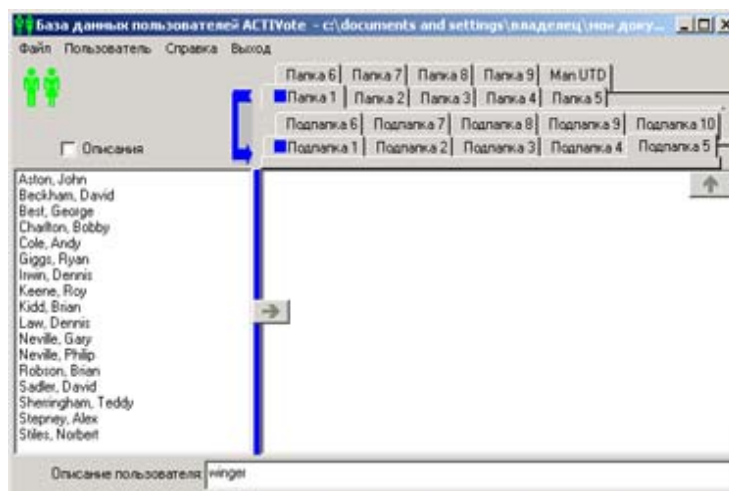 База данных пользователей ACTIVote - c:\documents and settings\владелец\мои доку...
Файл Пользователь Справка Выход
Папка 6 Папка 7 Папка 8 Папка 9 Man UTD
Папка 1 Папка 2 Папка 3 Папка 4 Папка 5
Подпапка 6 Подпапка 7 Подпапка 8 Подпапка 9 Подпапка 10
Описания
Подпапка 1 Подпапка 2 Подпапка 3 Подпапка 4 Подпапка 5
Aston, John
Beckham, David
Best, George
Charlton, Bobby
Cole, Andy
Giggs, Ryan
Irwin, Dennis
Keene, Roy
Kidd, Brian
Law, Dennis
Neville, Gary
Neville, Philip
Robson, Brian
Sadler, David
Sherringham, Teddy
Stepney, Alex
Stiles, Norbert
Описание пользователя: winger